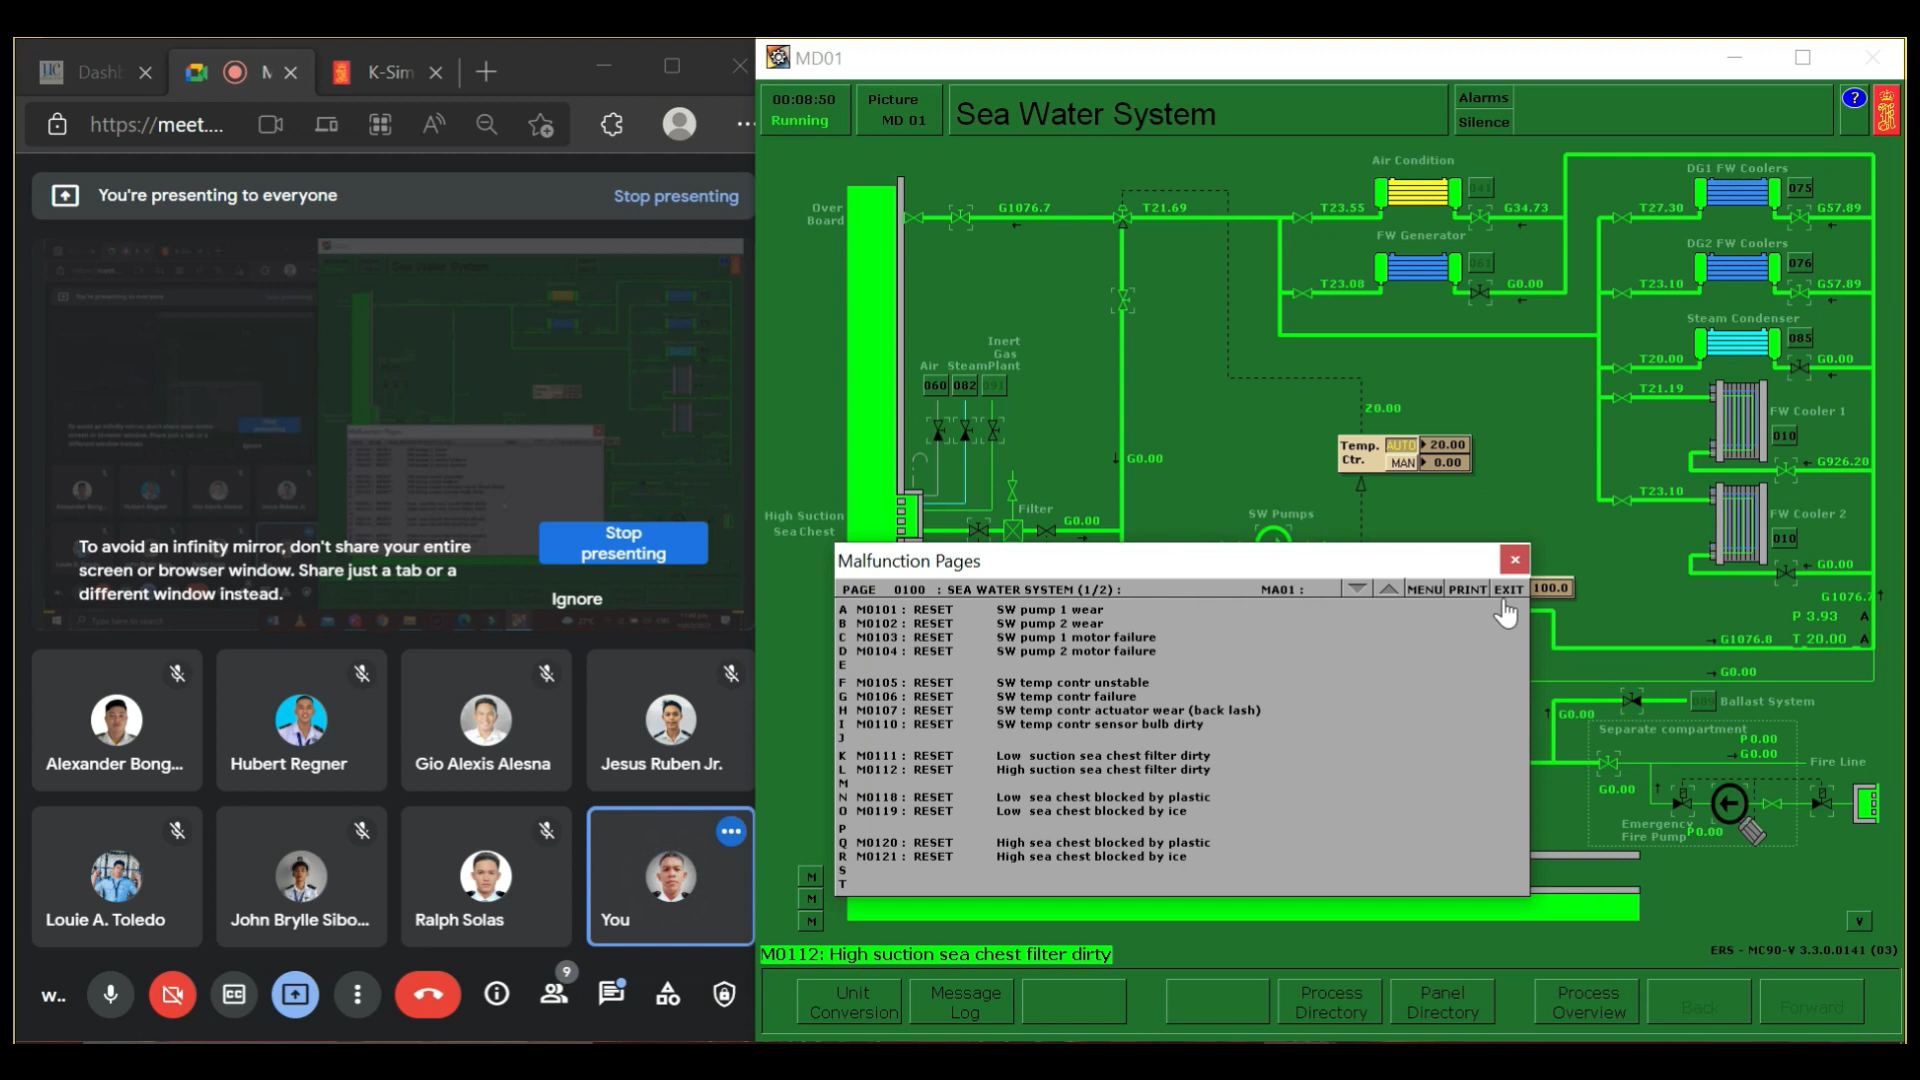 Dash
M
K-Sim
https://meet....
You're presenting to everyone
Stop presenting
To avoid an infinity mirror, don't share your entire
screen or browser window. Share just a tab or a
different window instead.
Stop
presenting
Ignore
Alexander Bong...
Hubert Regner
Gio Alexis Alesna
Jesus Ruben Jr.
Louie A. Toledo
John Brylle Sibo...
Ralph Solas
You
w..
9
MD01
00:08:50
Running
Picture
MD 01
Sea Water System
Alarms
Silence
?
Over
Board
G1076.7
T21.69
Air Condition
041
T23.55
G34.73
FW Generator
061
T23.08
G0.00
DG1 FW Coolers
075
T27.30
G57.89
DG2 FW Coolers
076
T23.10
G57.89
Steam Condenser
085
T20.00
G0.00
T21.19
FW Cooler 1
010
G926.20
T23.10
FW Cooler 2
010
G0.00
Inert
Gas
Air Steam Plant
060 082 091
20.00
Temp.
Ctr.
AUTO 20.00
MAN 0.00
G0.00
High Suction
Sea Chest
Filter
G0.00
SW Pumps
100.0
G1076.7
P 3.93 A
G1076.8
T 20.00 A
G0.00
G0.00
Ballast System
Separate compartment
P0.00
G0.00
Fire Line
G0.00
Emergency
Fire Pump
P0.00
Malfunction Pages
PAGE 0100 : SEA WATER SYSTEM (1/2) :
MA01 :
MENU PRINT EXIT
A M0101 : RESET SW pump 1 wear
B M0102 : RESET SW pump 2 wear
C M0103 : RESET SW pump 1 motor failure
D M0104 : RESET SW pump 2 motor failure
E
F M0105 : RESET SW temp contr unstable
G M0106 : RESET SW temp contr failure
H M0107 : RESET SW temp contr actuator wear (back lash)
I M0110 : RESET SW temp contr sensor bulb dirty
J
K M0111 : RESET Low suction sea chest filter dirty
L M0112 : RESET High suction sea chest filter dirty
M
N M0118 : RESET Low sea chest blocked by plastic
O M0119 : RESET Low sea chest blocked by ice
P
Q M0120 : RESET High sea chest blocked by plastic
R M0121 : RESET High sea chest blocked by ice
S
T
M
M
M
V
M0112: High suction sea chest filter dirty
ERS - MC90-V 3.3.0.0141 (03)
Unit
Conversion
Message
Log
Process
Directory
Panel
Directory
Process
Overview
Back
Forward